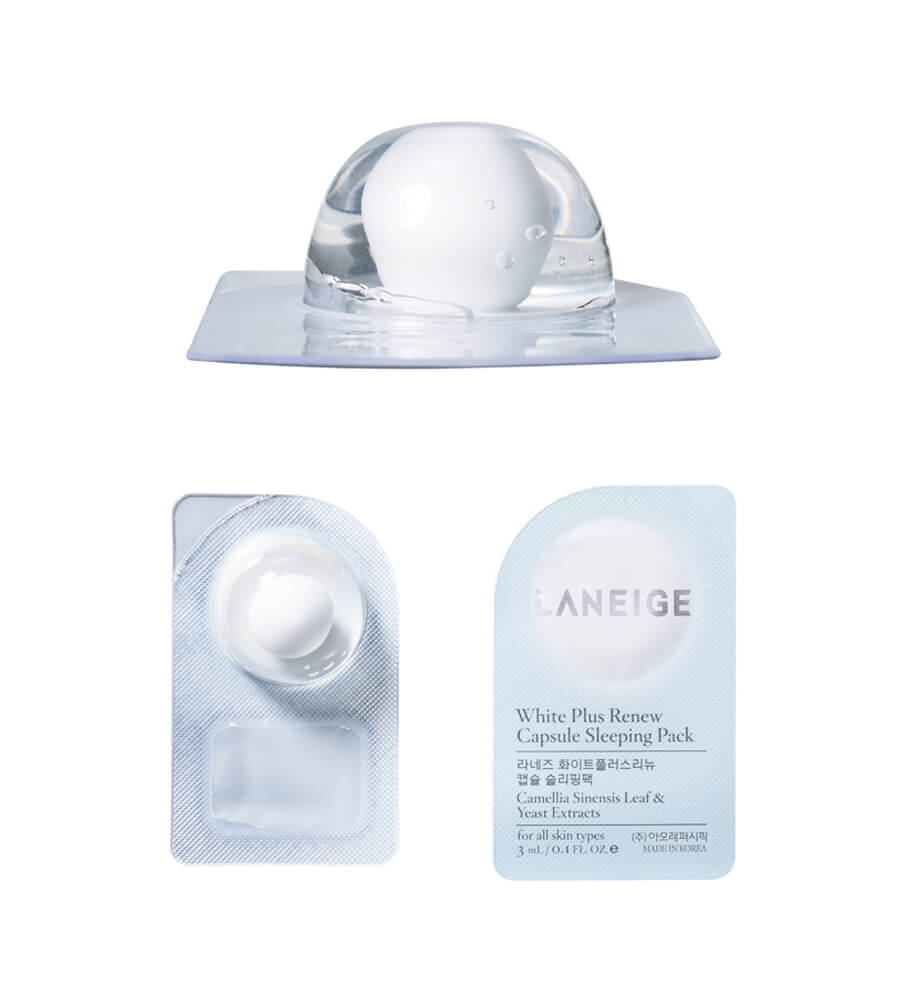 LANEIGE
White Plus Renew
Capsule Sleeping Pack
라네즈 화이트플러스리뉴
캡슐 슬리핑팩
Camellia Sinensis Leaf &
Yeast Extracts
for all skin types (주)아모레퍼시픽
3 mL / 0.1 FL. OZ. ℮ MADE IN KOREA